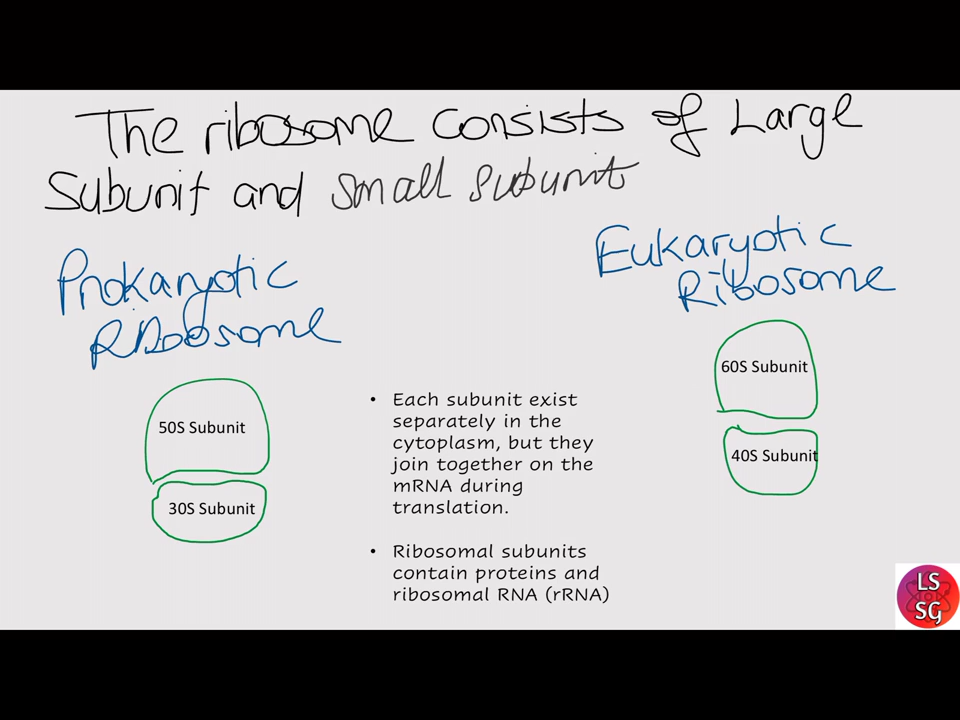 The ribosome consists of Large
Subunit and small subunit
Prokaryotic
Ribosome
Eukaryotic
Ribosome
50S Subunit
30S Subunit
• Each subunit exist
separately in the
cytoplasm, but they
join together on the
mRNA during
translation.
• Ribosomal subunits
contain proteins and
ribosomal RNA (rRNA)
60S Subunit
40S Subunit
LS
SG